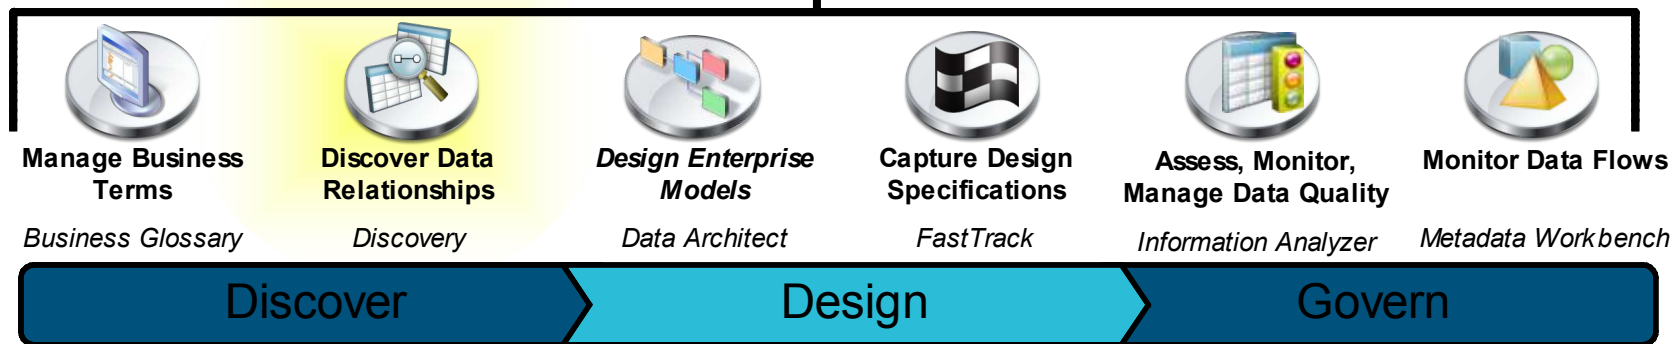 Manage Business
Terms
Business Glossary
Discover Data
Relationships
Discovery
Design Enterprise
Models
Data Architect
Capture Design
Specifications
FastTrack
Assess, Monitor,
Manage Data Quality
Information Analyzer
Monitor Data Flows
Metadata Workbench
Discover
Design
Govern